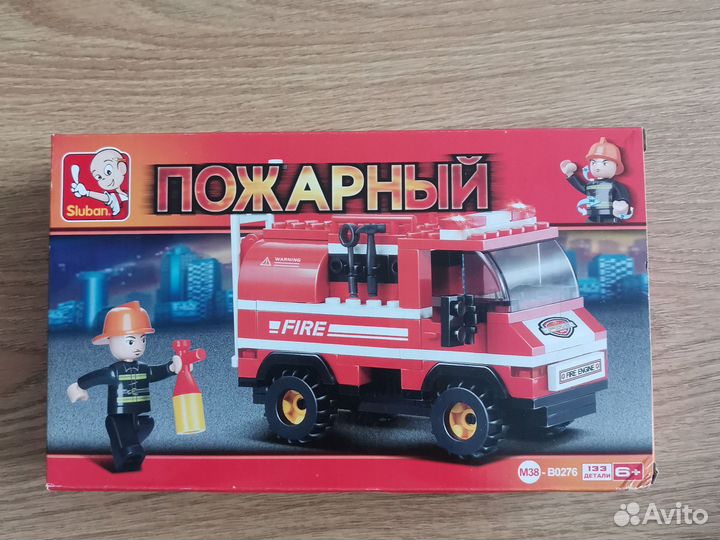 Sluban
ПОЖАРНЫЙ
WARNING
FIRE
FIRE ENGINE
M38 - B0276
133
ДЕТАЛИ
6+
Avito